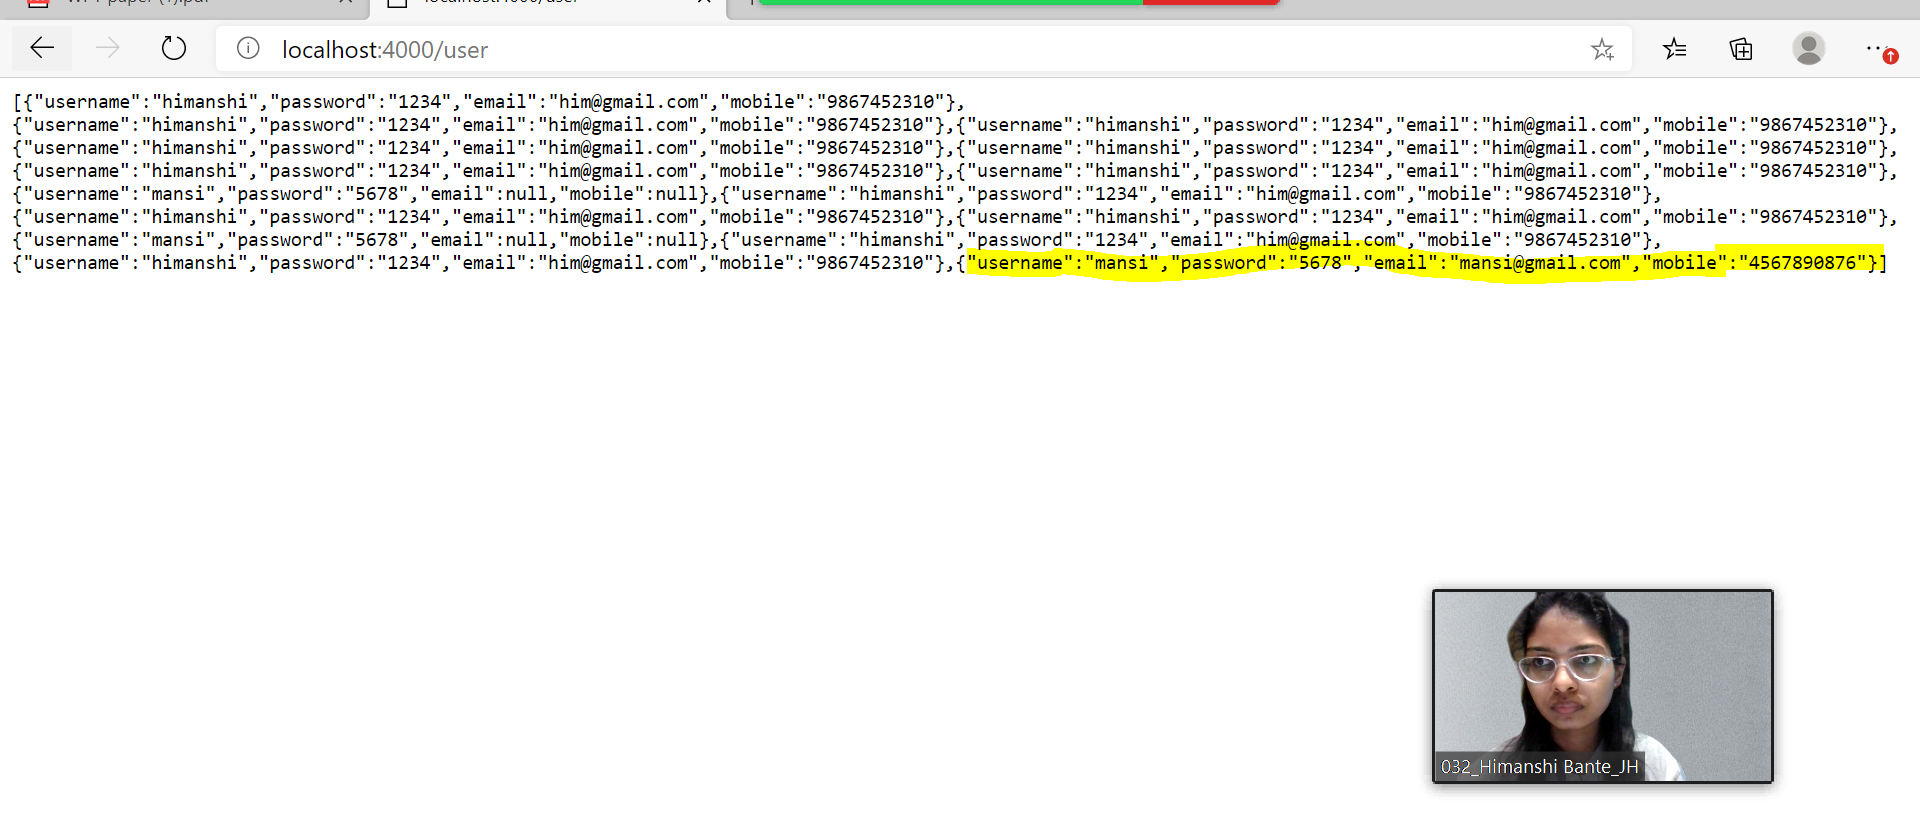 localhost:4000/user
[{"username":"himanshi","password":"1234","email":"him@gmail.com","mobile":"9867452310"},
{"username":"himanshi","password":"1234","email":"him@gmail.com","mobile":"9867452310"},{"username":"himanshi","password":"1234","email":"him@gmail.com","mobile":"9867452310"},
{"username":"himanshi","password":"1234","email":"him@gmail.com","mobile":"9867452310"},{"username":"himanshi","password":"1234","email":"him@gmail.com","mobile":"9867452310"},
{"username":"himanshi","password":"1234","email":"him@gmail.com","mobile":"9867452310"},{"username":"himanshi","password":"1234","email":"him@gmail.com","mobile":"9867452310"},
{"username":"mansi","password":"5678","email":null,"mobile":null},{"username":"himanshi","password":"1234","email":"him@gmail.com","mobile":"9867452310"},
{"username":"himanshi","password":"1234","email":"him@gmail.com","mobile":"9867452310"},{"username":"himanshi","password":"1234","email":"him@gmail.com","mobile":"9867452310"},
{"username":"mansi","password":"5678","email":null,"mobile":null},{"username":"himanshi","password":"1234","email":"him@gmail.com","mobile":"9867452310"},
{"username":"himanshi","password":"1234","email":"him@gmail.com","mobile":"9867452310"},{"username":"mansi","password":"5678","email":"mansi@gmail.com","mobile":"4567890876"}]
032_Himanshi Bante_JH